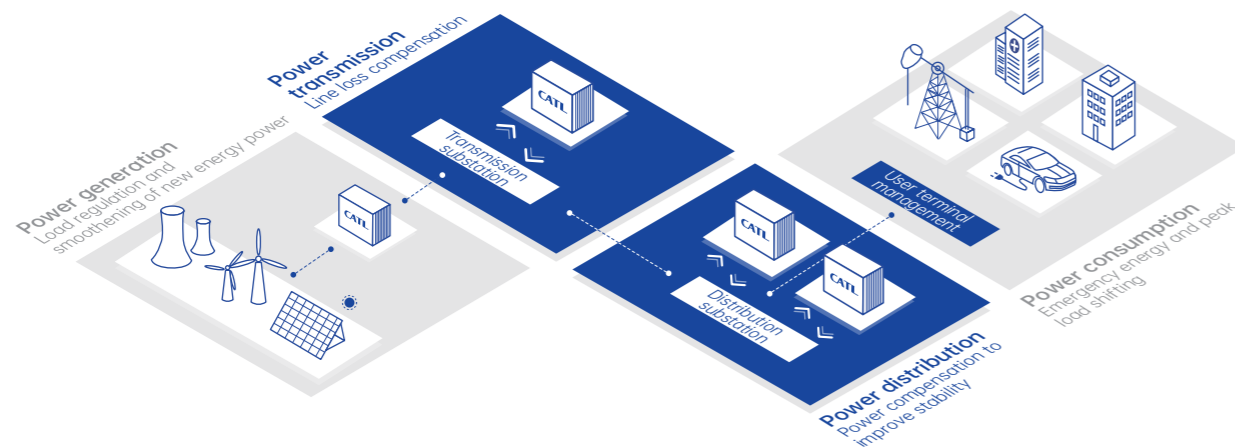 Power generation
Load regulation and
smoothening of new energy power
CATL
Power
transmission
Line loss compensation
CATL
Transmission
substation
CATL
CATL
Distribution
substation
Power distribution
Power compensation to
improve stability
User terminal
management
Power consumption
Emergency energy and peak
load shifting